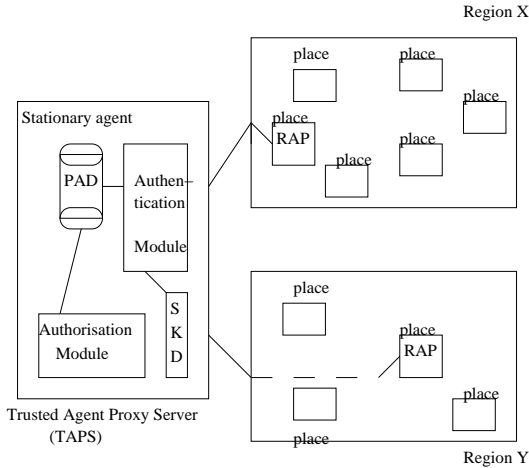 Region X
place
place
place
place
RAP
place
place
Stationary agent
PAD
Authen-
tication
Module
S
K
D
Authorisation
Module
Trusted Agent Proxy Server
(TAPS)
place
place
RAP
place
place
Region Y